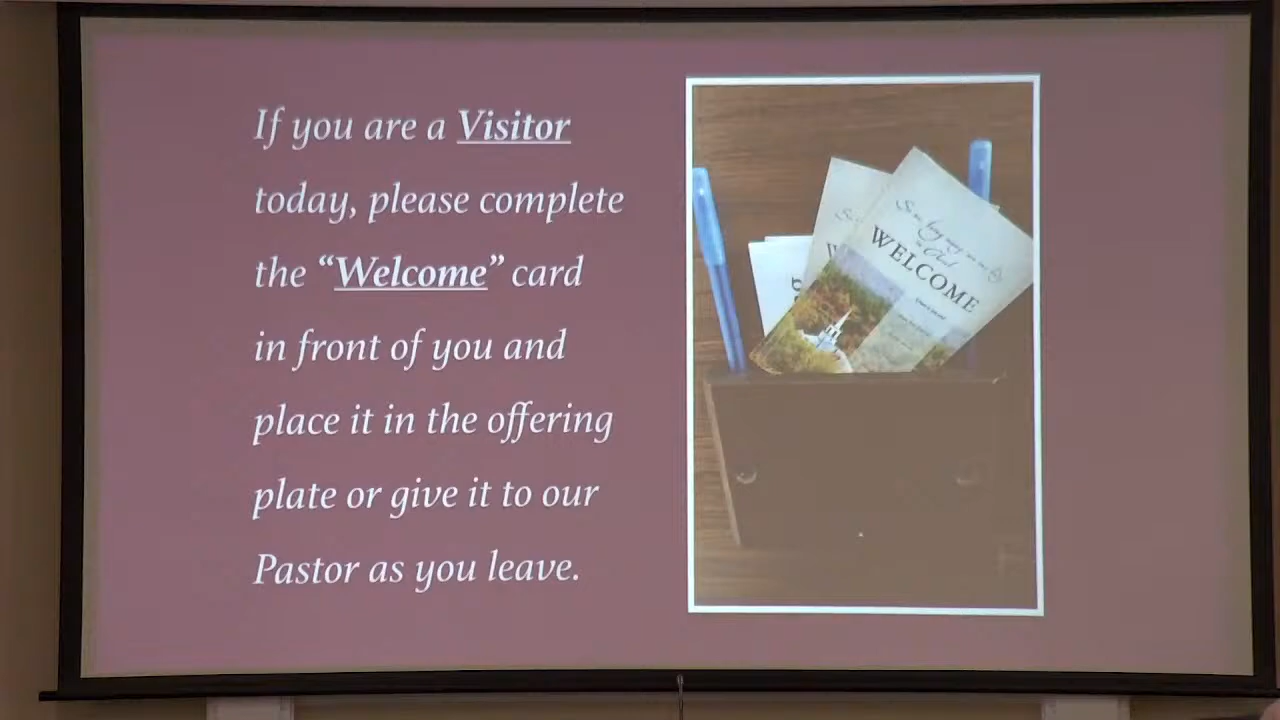 If you are a Visitor
today, please complete
the “Welcome” card
in front of you and
place it in the offering
plate or give it to our
Pastor as you leave.
WELCOME